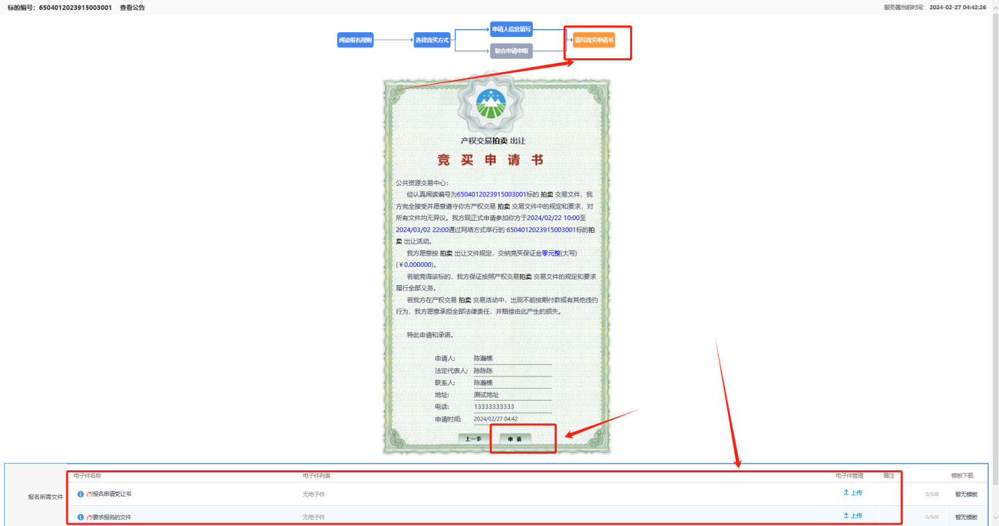 标的编号: 6504012023915003001 查看公告
服务器当前时间: 2024-02-27 04:42:26
阅读报名规则
选择竞买方式
申请人信息填写
联合申请申明
填写竞买申请书
产权交易拍卖 出让
竞 买 申 请 书
公共资源交易中心:
经认真阅读编号为6504012023915003001标的 拍卖 交易文件，我
方完全接受并愿意遵守你方产权交易 拍卖 交易文件中的规定和要求，对
所有文件均无异议。我方现正式申请参加你方于2024/02/22 10:00至
2024/03/02 22:00通过网络方式举行的 6504012023915003001标的拍
卖 出让活动。
我方愿意按 拍卖 出让文件规定，交纳竞买保证金零元整(大写)
(￥0.000000)。
若能竞得该标的，我方保证按照产权交易拍卖 交易文件的规定和要求
履行全部义务。
若我方在产权交易 拍卖 交易活动中，出现不能按期付款或有其他违约
行为，我方愿意承担全部法律责任，并赔偿由此产生的损失。
特此申请和承诺。
申请人: 陈瀚樵
法定代表人: 陈陈陈
联系人: 陈瀚樵
地址: 测试地址
电话: 13333333333
申请时间: 2024/02/27 04:42
上一步 申 请
电子件名称 电子件列表 电子件管理 备注 模板下载
报名所需文件
(*)报名申请受让书 无电子件 上传 0/500 暂无模板
(*)要求报名的文件 无电子件 上传 0/500 暂无模板